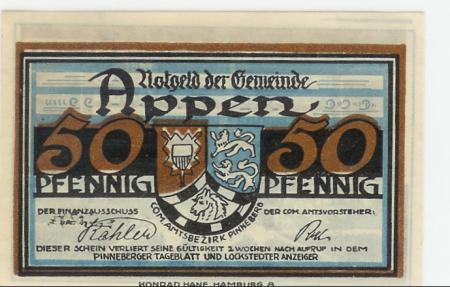 Notgeld der Gemeinde
Appen
50 50
PFENNIG PFENNIG
COM. AMTSBEZIRK PINNEBERG
DER FINANZAUSSCHUSS
DER COM. AMTSVORSTEHER:
DIESER SCHEIN VERLIERT SEINE GÜLTIGKEIT 2 WOCHEN NACH AUFRUF IN DEM
PINNEBERGER TAGEBLATT UND LOCKSTEDTER ANZEIGER
KONRAD HANF, HAMBURG 8